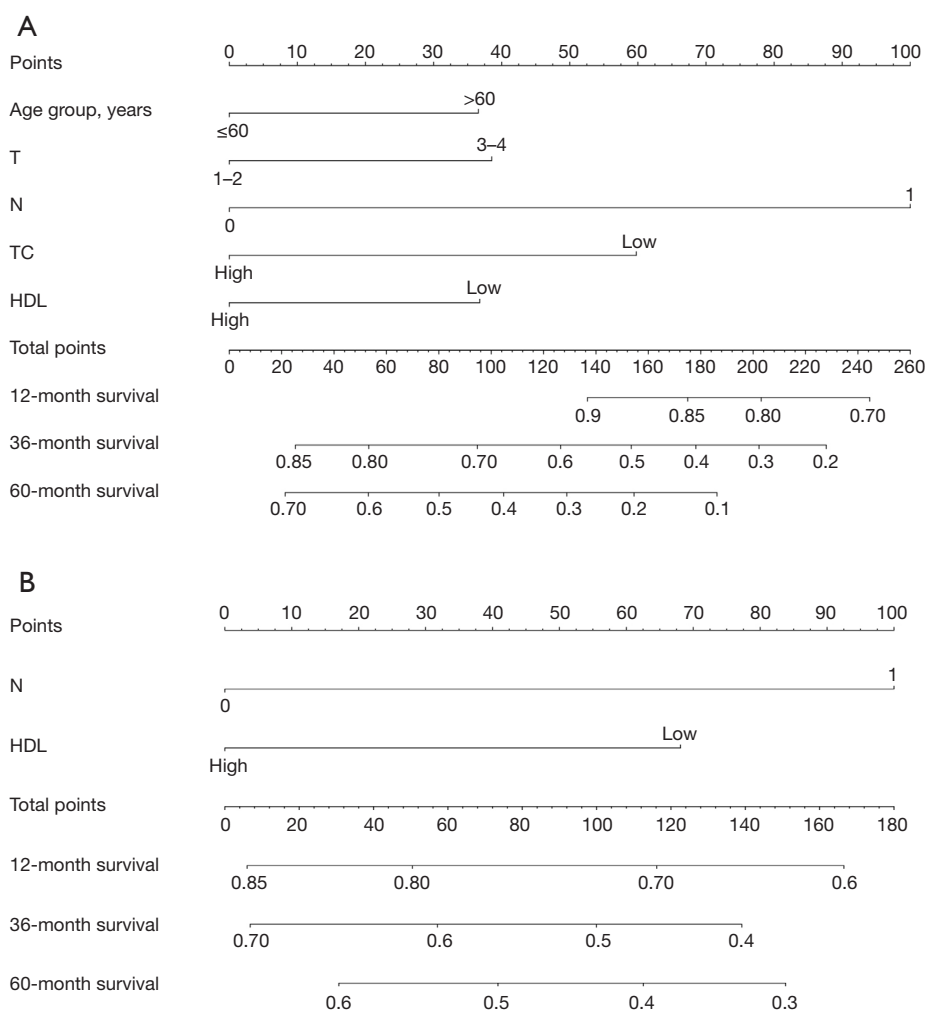 A
Points 0 10 20 30 40 50 60 70 80 90 100
Age group, years >60
≤60
T 3–4
1–2
N 1
0
TC Low
High
HDL Low
High
Total points
0 20 40 60 80 100 120 140 160 180 200 220 240 260
12-month survival
0.9 0.85 0.80 0.70
36-month survival
0.85 0.80 0.70 0.6 0.5 0.4 0.3 0.2
60-month survival
0.70 0.6 0.5 0.4 0.3 0.2 0.1
B
Points 0 10 20 30 40 50 60 70 80 90 100
N 1
0
HDL Low
High
Total points
0 20 40 60 80 100 120 140 160 180
12-month survival
0.85 0.80 0.70 0.6
36-month survival
0.70 0.6 0.5 0.4
60-month survival
0.6 0.5 0.4 0.3